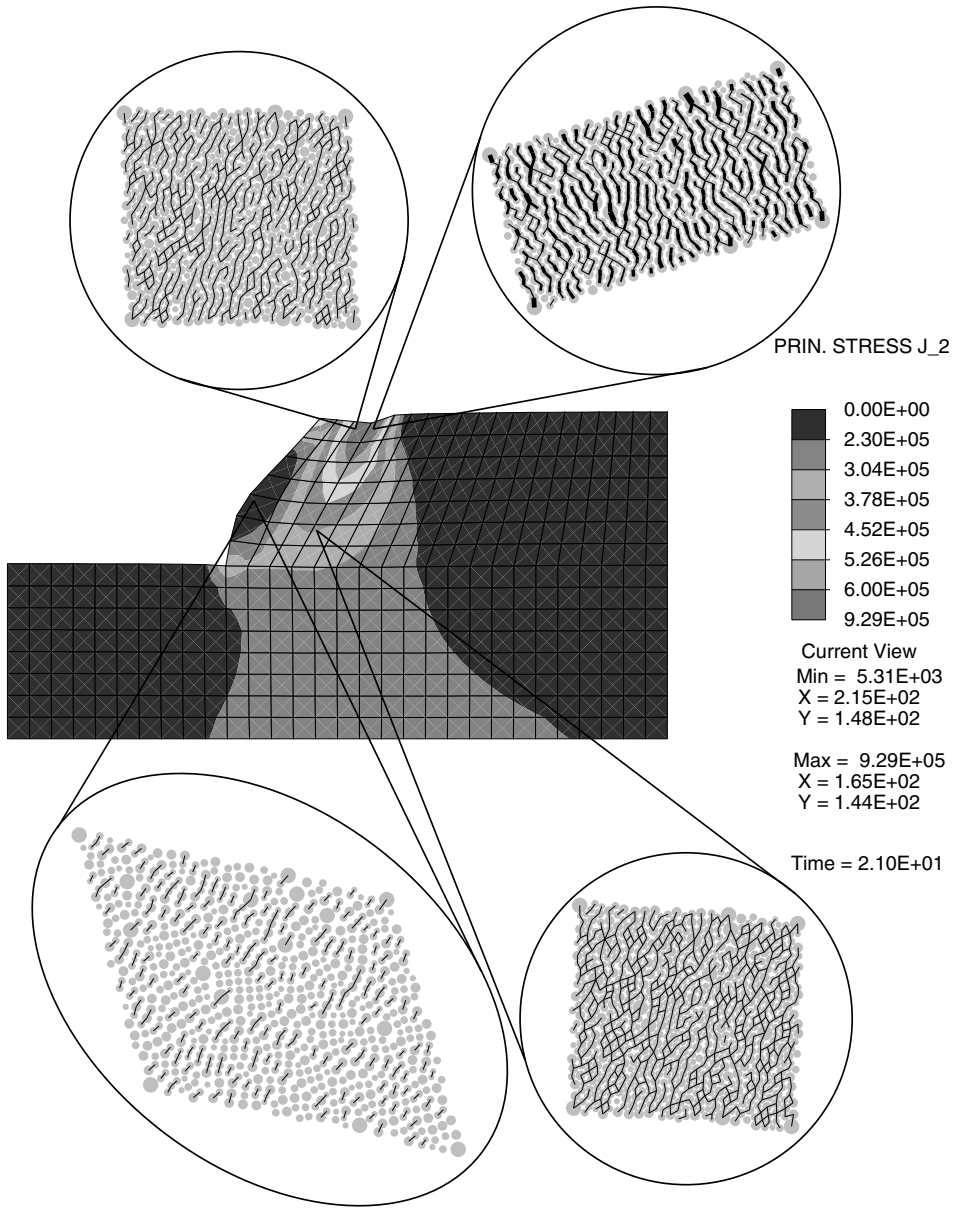 PRIN. STRESS J_2
0.00E+00
2.30E+05
3.04E+05
3.78E+05
4.52E+05
5.26E+05
6.00E+05
9.29E+05
Current View
Min = 5.31E+03
X = 2.15E+02
Y = 1.48E+02
Max = 9.29E+05
X = 1.65E+02
Y = 1.44E+02
Time = 2.10E+01